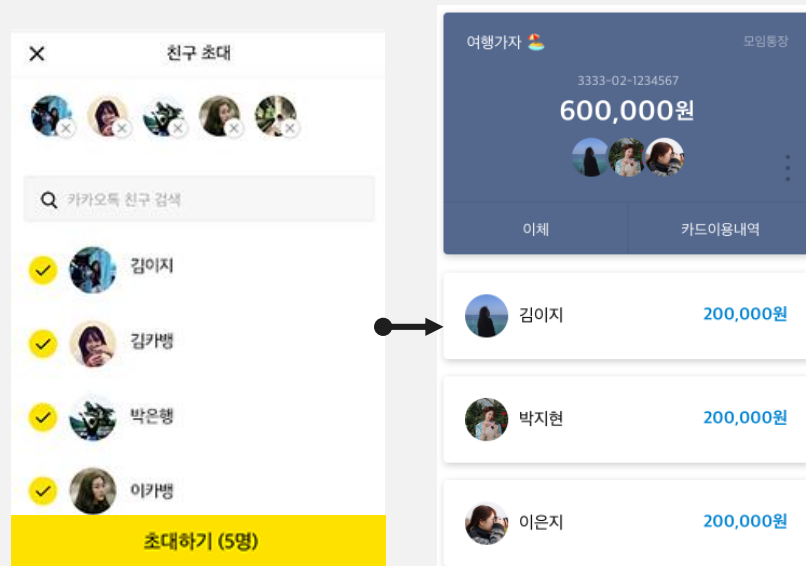 친구 초대
카카오톡 친구 검색
김이지
김카뱅
박은행
이카뱅
초대하기 (5명)
여행가자 🏖️
모임통장
3333-02-1234567
600,000원
이체
카드이용내역
김이지
200,000원
박지현
200,000원
이은지
200,000원